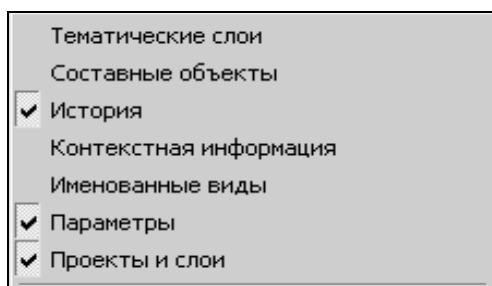 Тематические слои
Составные объекты
История
Контекстная информация
Именованные виды
Параметры
Проекты и слои